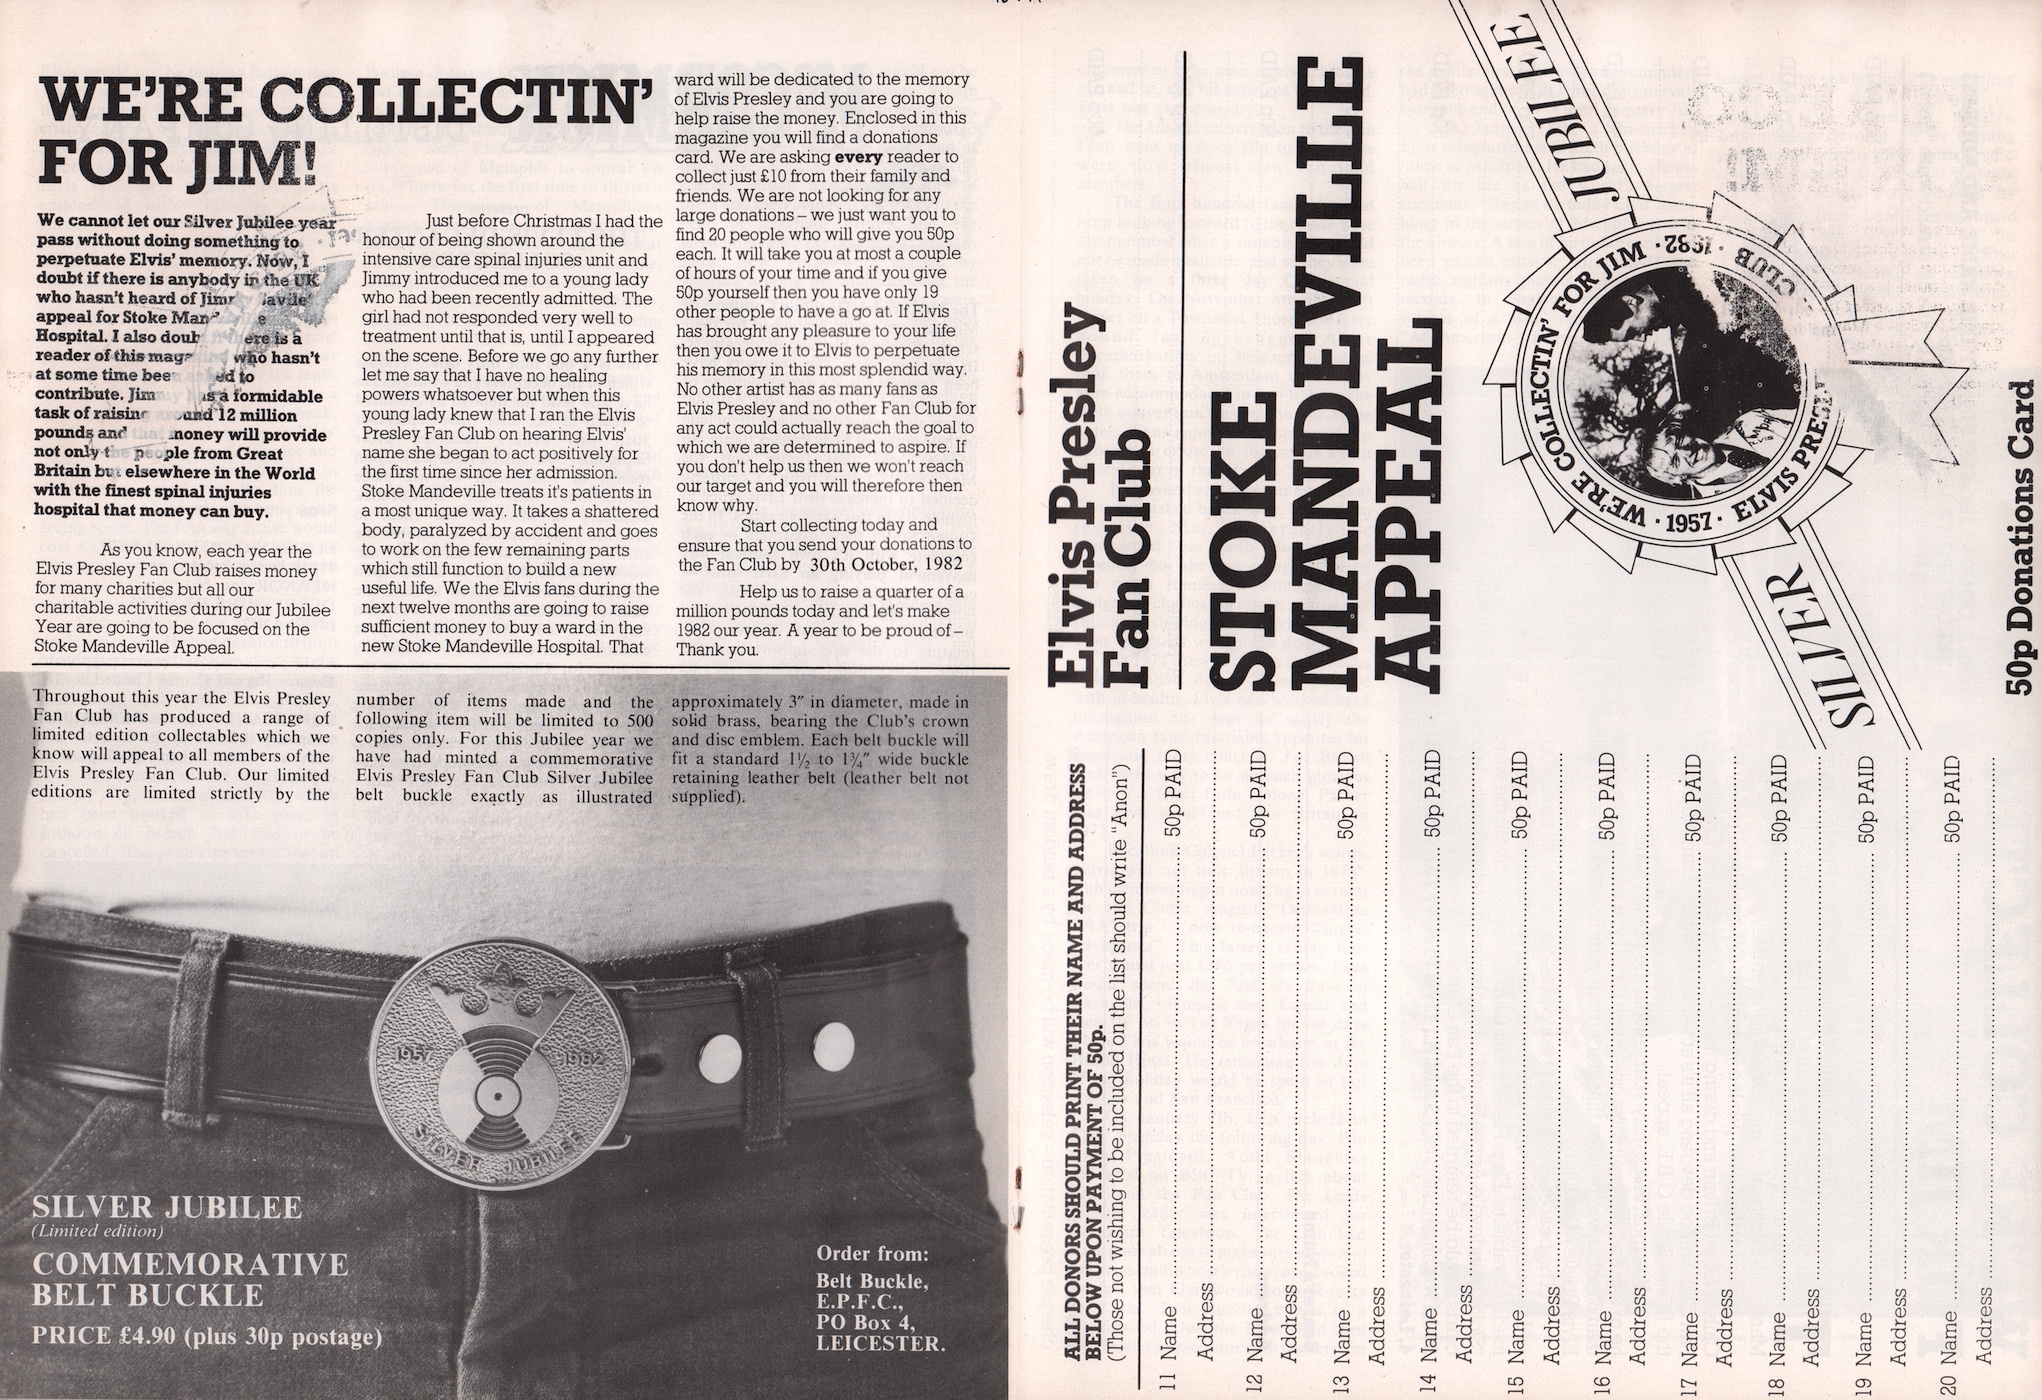 WE'RE COLLECTIN'
FOR JIM!
We cannot let our Silver Jubilee year
pass without doing something to
perpetuate Elvis' memory. Now, I
doubt if there is anybody in the UK
who hasn't heard of Jimmy Savile's
appeal for Stoke Mandeville
Hospital. I also doubt if there is a
reader of this magazine who hasn't
at some time been asked to
contribute. Jimmy has a formidable
task of raising around 12 million
pounds and that money will provide
not only the people from Great
Britain but elsewhere in the World
with the finest spinal injuries
hospital that money can buy.
As you know, each year the
Elvis Presley Fan Club raises money
for many charities but all our
charitable activities during our Jubilee
Year are going to be focused on the
Stoke Mandeville Appeal.
Just before Christmas I had the
honour of being shown around the
intensive care spinal injuries unit and
Jimmy introduced me to a young lady
who had been recently admitted. The
girl had not responded very well to
treatment until that is, until I appeared
on the scene. Before we go any further
let me say that I have no healing
powers whatsoever but when this
young lady knew that I ran the Elvis
Presley Fan Club on hearing Elvis'
name she began to act positively for
the first time since her admission.
Stoke Mandeville treats it's patients in
a most unique way. It takes a shattered
body, paralyzed by accident and goes
to work on the few remaining parts
which still function to build a new
useful life. We the Elvis fans during the
next twelve months are going to raise
sufficient money to buy a ward in the
new Stoke Mandeville Hospital. That
ward will be dedicated to the memory
of Elvis Presley and you are going to
help raise the money. Enclosed in this
magazine you will find a donations
card. We are asking every reader to
collect just £10 from their family and
friends. We are not looking for any
large donations – we just want you to
find 20 people who will give you 50p
each. It will take you at most a couple
of hours of your time and if you give
50p yourself then you have only 19
other people to have a go at. If Elvis
has brought any pleasure to your life
then you owe it to Elvis to perpetuate
his memory in this most splendid way.
No other artist has as many fans as
Elvis Presley and no other Fan Club for
any act could actually reach the goal to
which we are determined to aspire. If
you don't help us then we won't reach
our target and you will therefore then
know why.
Start collecting today and
ensure that you send your donations to
the Fan Club by 30th October, 1982
Help us to raise a quarter of a
million pounds today and let's make
1982 our year. A year to be proud of –
Thank you.
Throughout this year the Elvis Presley
Fan Club has produced a range of
limited edition collectables which we
know will appeal to all members of the
Elvis Presley Fan Club. Our limited
editions are limited strictly by the
number of items made and the
following item will be limited to 500
copies only. For this Jubilee year we
have had minted a commemorative
Elvis Presley Fan Club Silver Jubilee
belt buckle exactly as illustrated
approximately 3" in diameter, made in
solid brass, bearing the Club's crown
and disc emblem. Each belt buckle will
fit a standard 1½ to 1¾" wide buckle
retaining leather belt (leather belt not
supplied).
1957 1982
SILVER JUBILEE
SILVER JUBILEE
(Limited edition)
COMMEMORATIVE
BELT BUCKLE
PRICE £4.90 (plus 30p postage)
Order from:
Belt Buckle,
E.P.F.C.,
PO Box 4,
LEICESTER.
Elvis Presley
Fan Club
STOKE
MANDEVILLE
APPEAL
SILVER JUBILEE
WE'RE COLLECTIN' FOR JIM · 1982 ·
· 1957 · ELVIS PRESLEY CLUB
50p Donations Card
ALL DONORS SHOULD PRINT THEIR NAME AND ADDRESS
BELOW UPON PAYMENT OF 50p.
(Those not wishing to be included on the list should write "Anon")
11 Name 50p PAID
Address
12 Name 50p PAID
Address
13 Name 50p PAID
Address
14 Name 50p PAID
Address
15 Name 50p PAID
Address
16 Name 50p PAID
Address
17 Name 50p PAID
Address
18 Name 50p PAID
Address
19 Name 50p PAID
Address
20 Name 50p PAID
Address